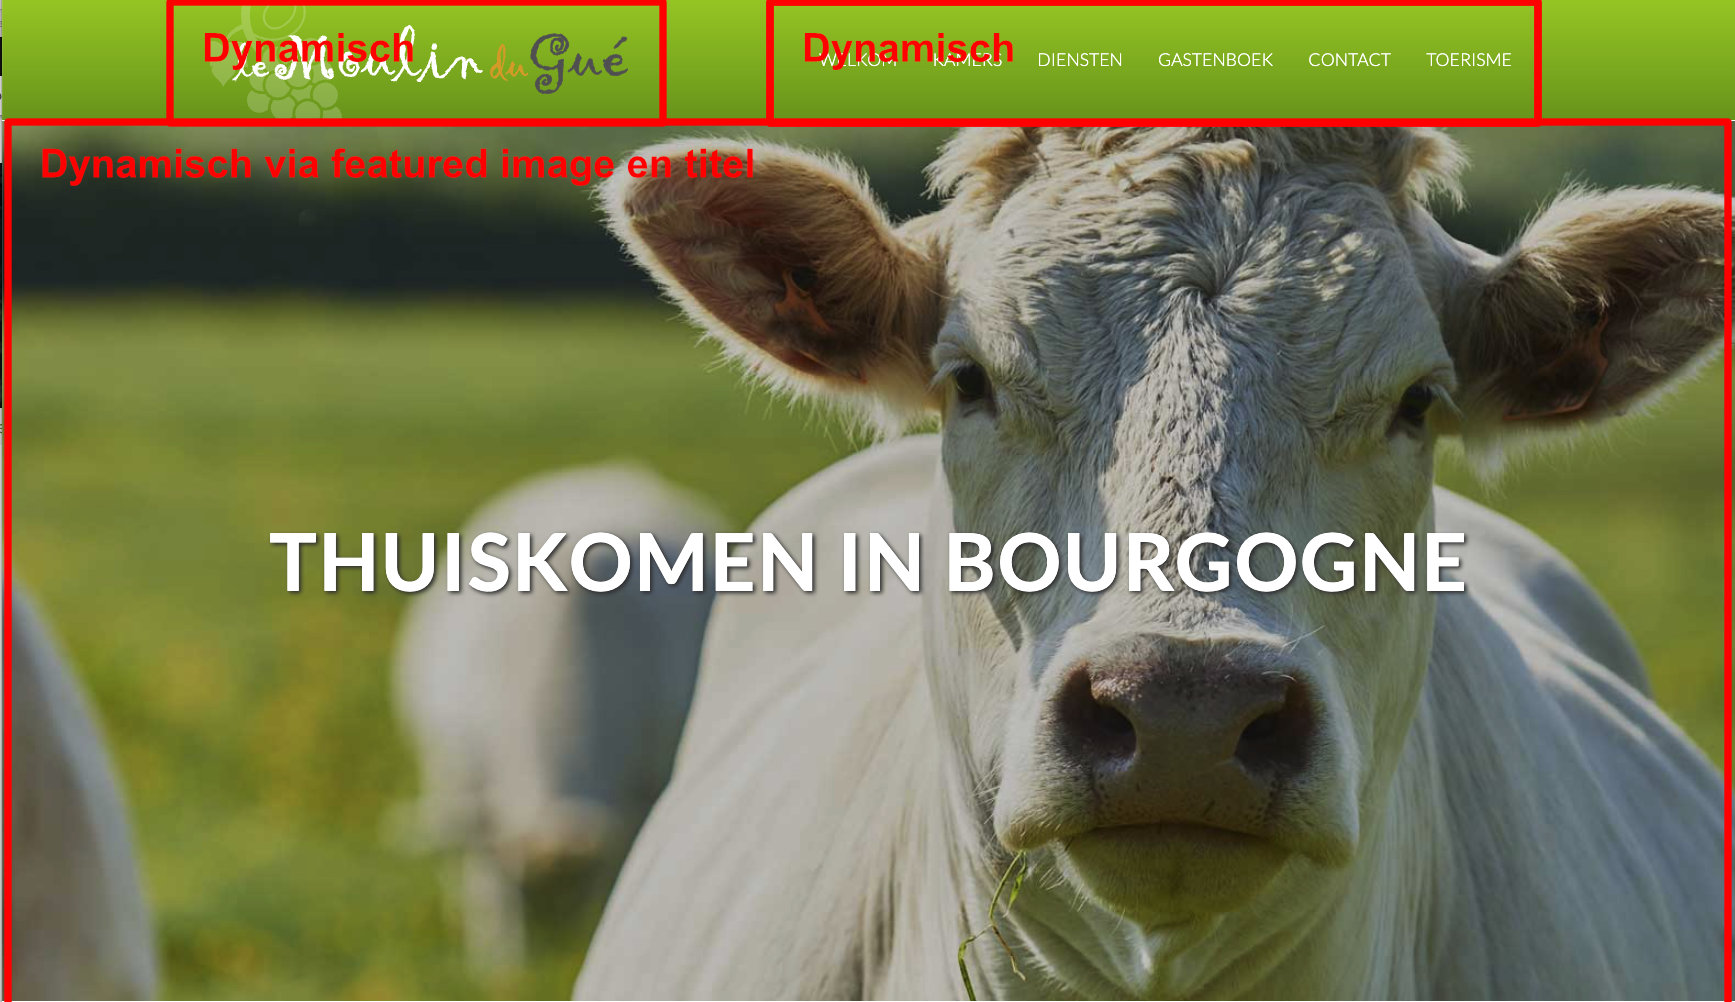 Dynamisch
le Moulin du Gué
Dynamisch
WELKOM KAMERS DIENSTEN GASTENBOEK CONTACT TOERISME
Dynamisch via featured image en titel
THUISKOMEN IN BOURGOGNE